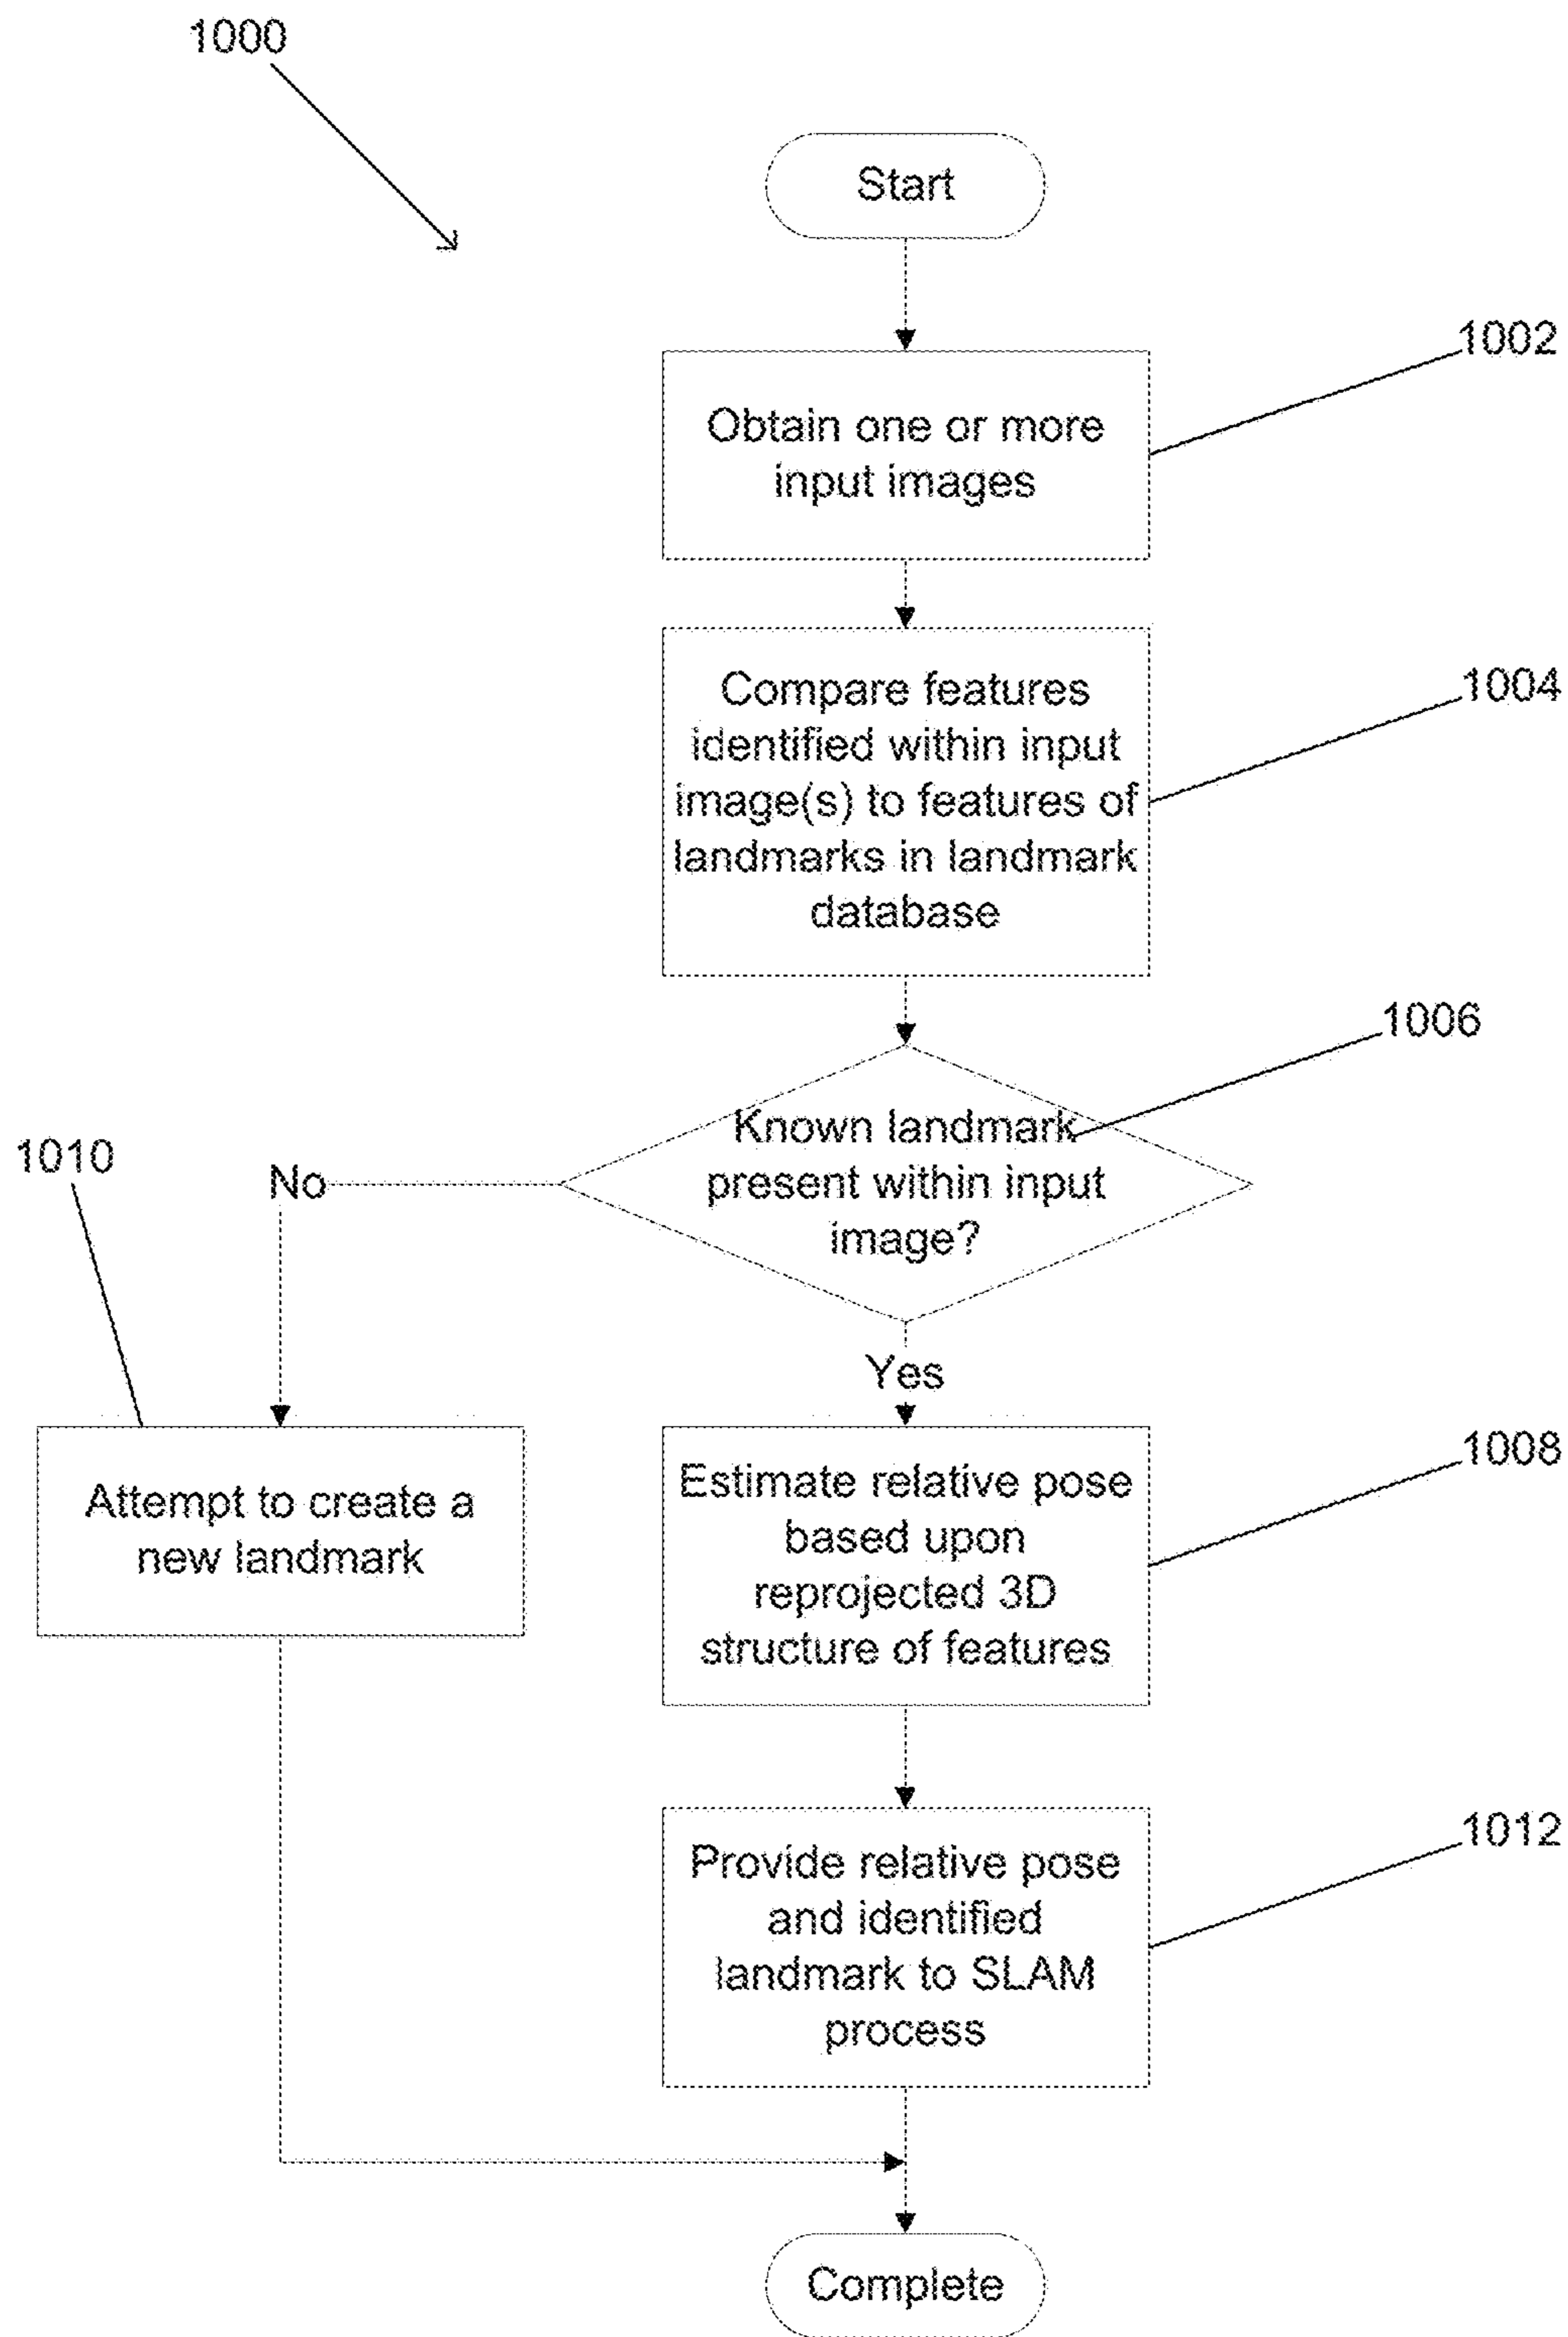 1000
Start
1002
Obtain one or more
input images
1004
Compare features
identified within input
image(s) to features of
landmarks in landmark
database
1006
Known landmark
present within input
image?
1010
No
Yes
1008
Attempt to create a
new landmark
Estimate relative pose
based upon
reprojected 3D
structure of features
1012
Provide relative pose
and identified
landmark to SLAM
process
Complete